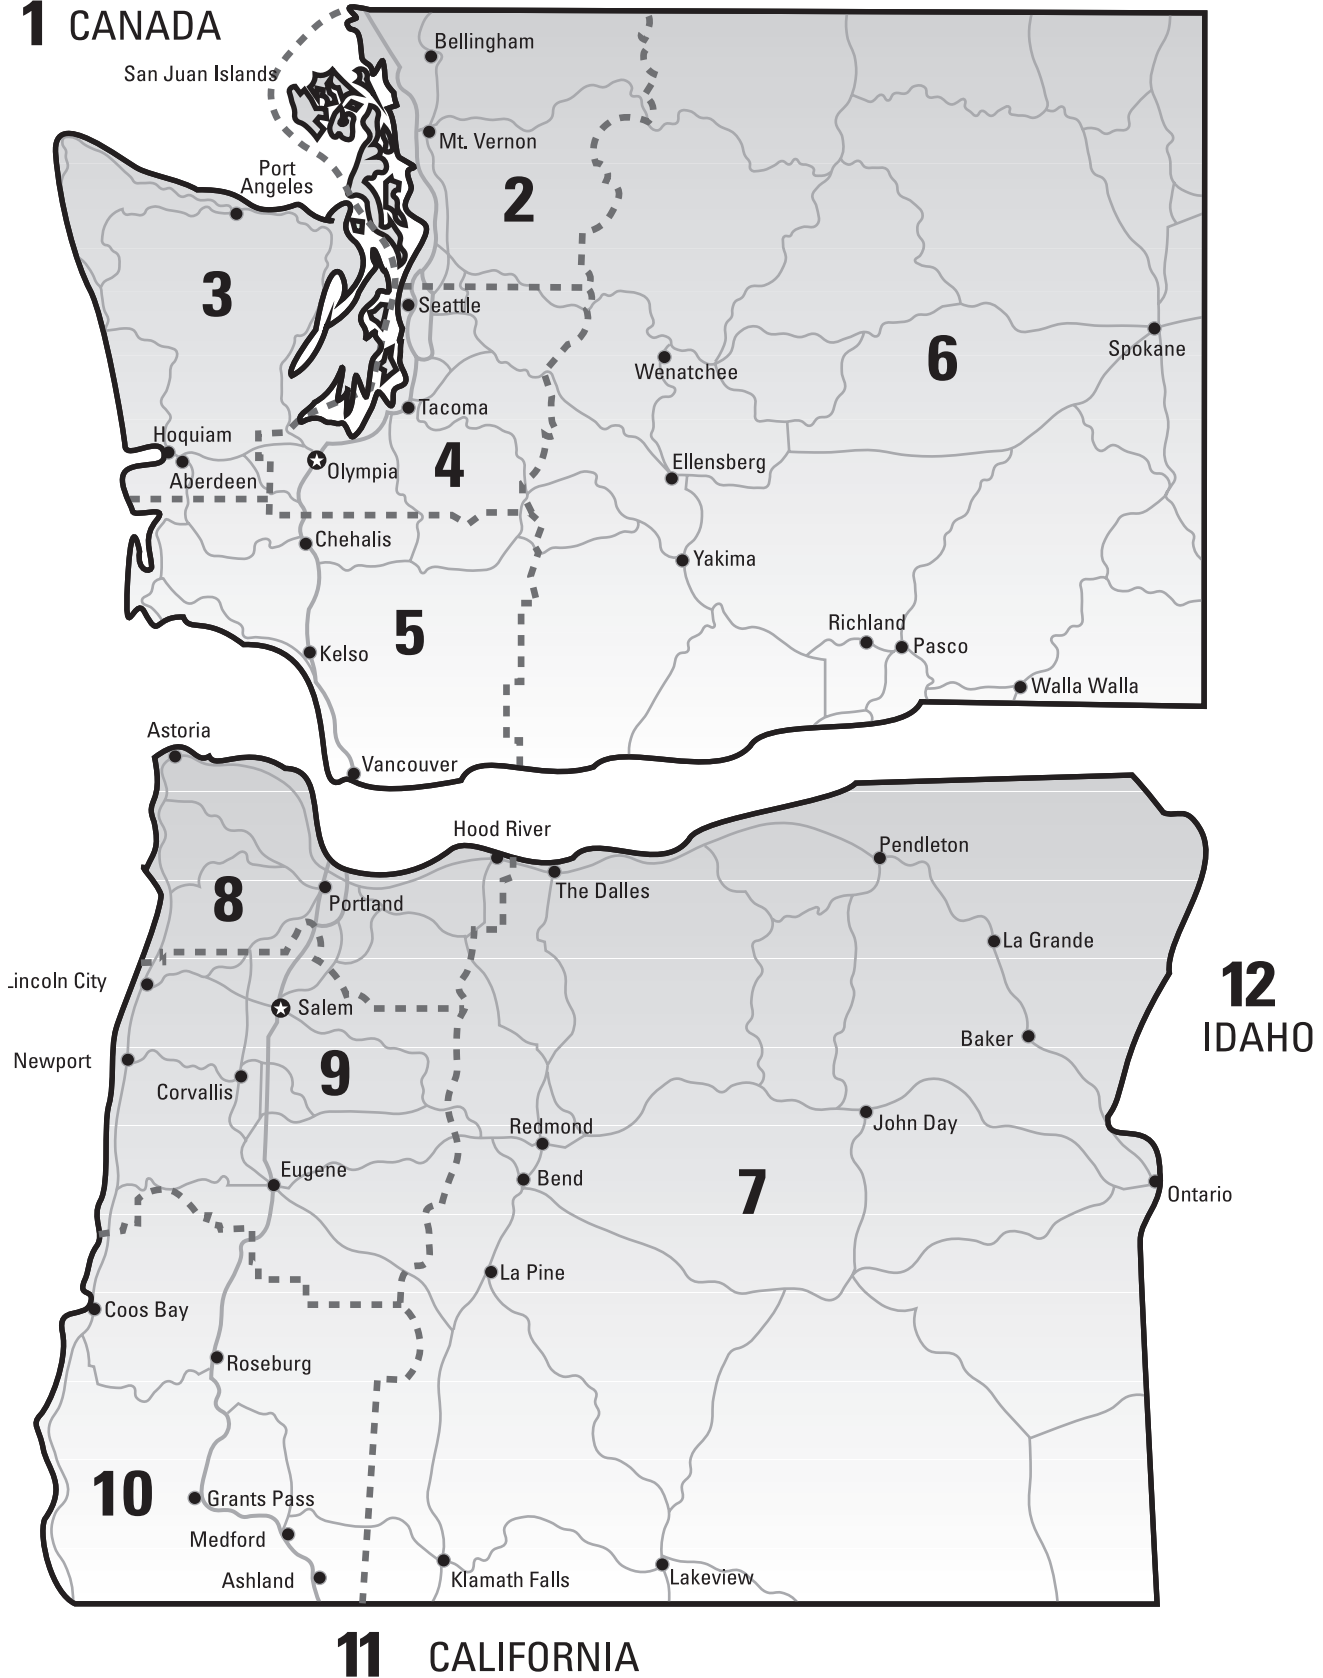 1 CANADA
Bellingham
San Juan Islands
Mt. Vernon
Port
Angeles
2
3
Seattle
6
Spokane
Wenatchee
Tacoma
Hoquiam
4
Ellensberg
Olympia
Aberdeen
Chehalis
Yakima
5
Richland
Pasco
Kelso
Walla Walla
Astoria
Vancouver
Hood River
Pendleton
The Dalles
8
Portland
La Grande
12
IDAHO
Lincoln City
Salem
Baker
Newport
9
Corvallis
Redmond
John Day
Eugene
Bend
7
Ontario
La Pine
Coos Bay
Roseburg
10
Grants Pass
Medford
Ashland
Klamath Falls
Lakeview
11 CALIFORNIA